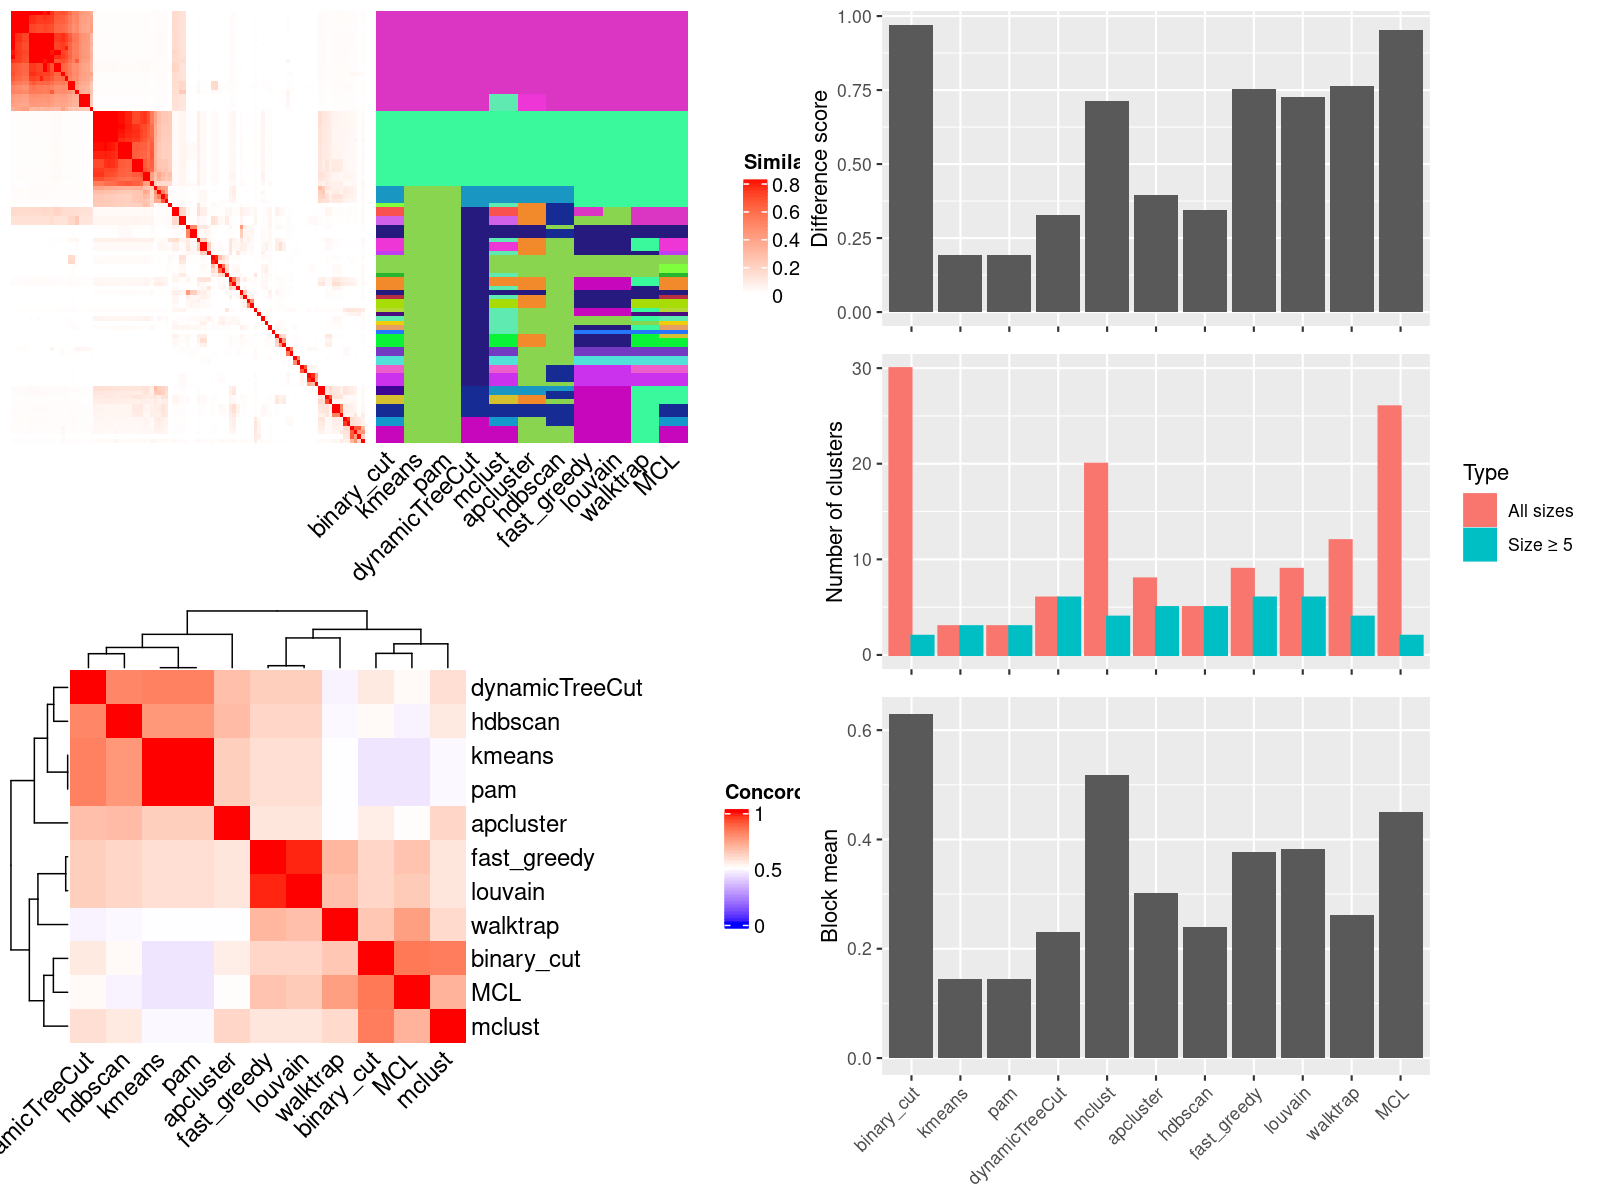 Simila
0.8
0.6
0.4
0.2
0
binary_cut
kmeans
pam
dynamicTreeCut
mclust
apcluster
hdbscan
fast_greedy
louvain
walktrap
MCL
dynamicTreeCut
hdbscan
kmeans
pam
apcluster
fast_greedy
louvain
walktrap
binary_cut
MCL
mclust
Concord
1
0.5
0
amicTreeCut
hdbscan
kmeans
pam
apcluster
fast_greedy
louvain
walktrap
binary_cut
MCL
mclust
Difference score
1.00
0.75
0.50
0.25
0.00
Number of clusters
30
20
10
0
Type
All sizes
Size ≥ 5
Block mean
0.6
0.4
0.2
0.0
binary_cut
kmeans
pam
dynamicTreeCut
mclust
apcluster
hdbscan
fast_greedy
louvain
walktrap
MCL